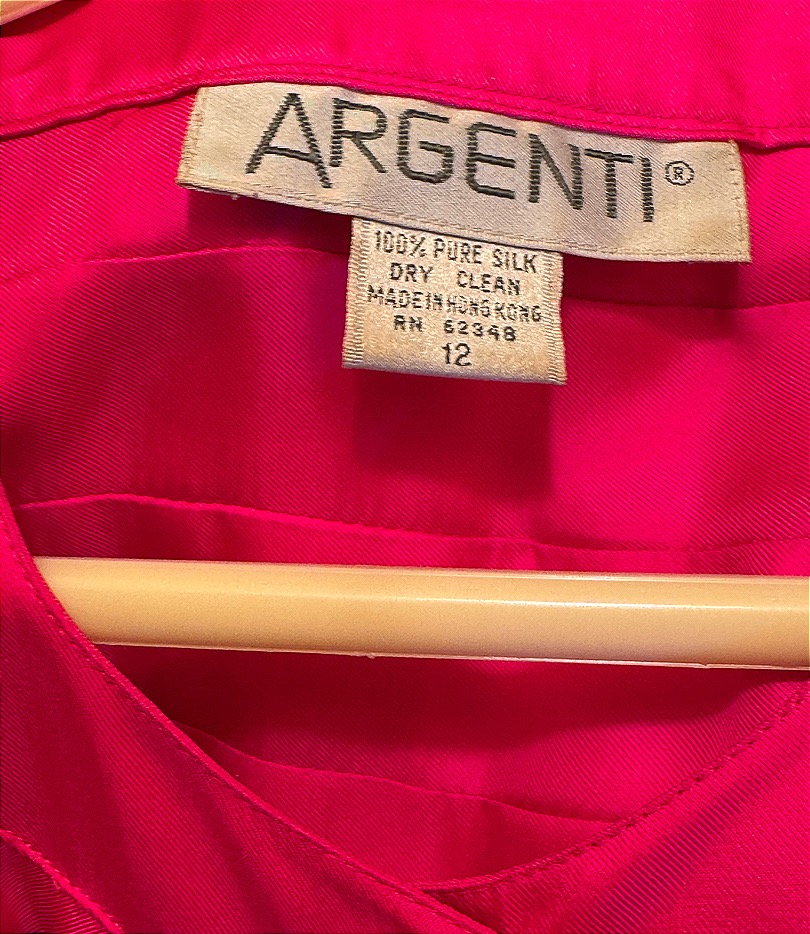 ARGENTI®
100% PURE SILK
DRY CLEAN
MADE IN HONG KONG
RN 62348
12